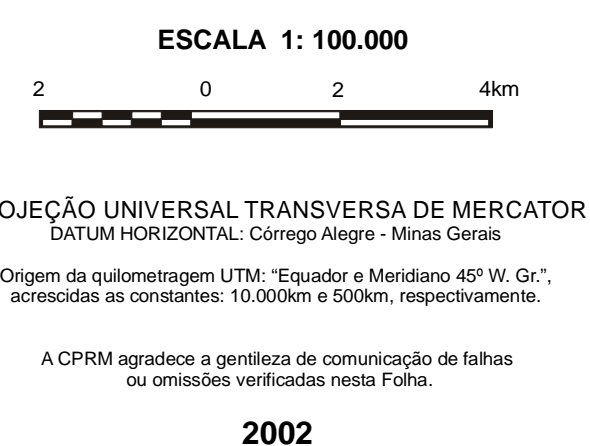 ESCALA 1: 100.000
2 0 2 4km
OJEÇÃO UNIVERSAL TRANSVERSA DE MERCATOR
DATUM HORIZONTAL: Córrego Alegre - Minas Gerais
Origem da quilometragem UTM: “Equador e Meridiano 45º W. Gr.”,
acrescidas as constantes: 10.000km e 500km, respectivamente.
A CPRM agradece a gentileza de comunicação de falhas
ou omissões verificadas nesta Folha.
2002